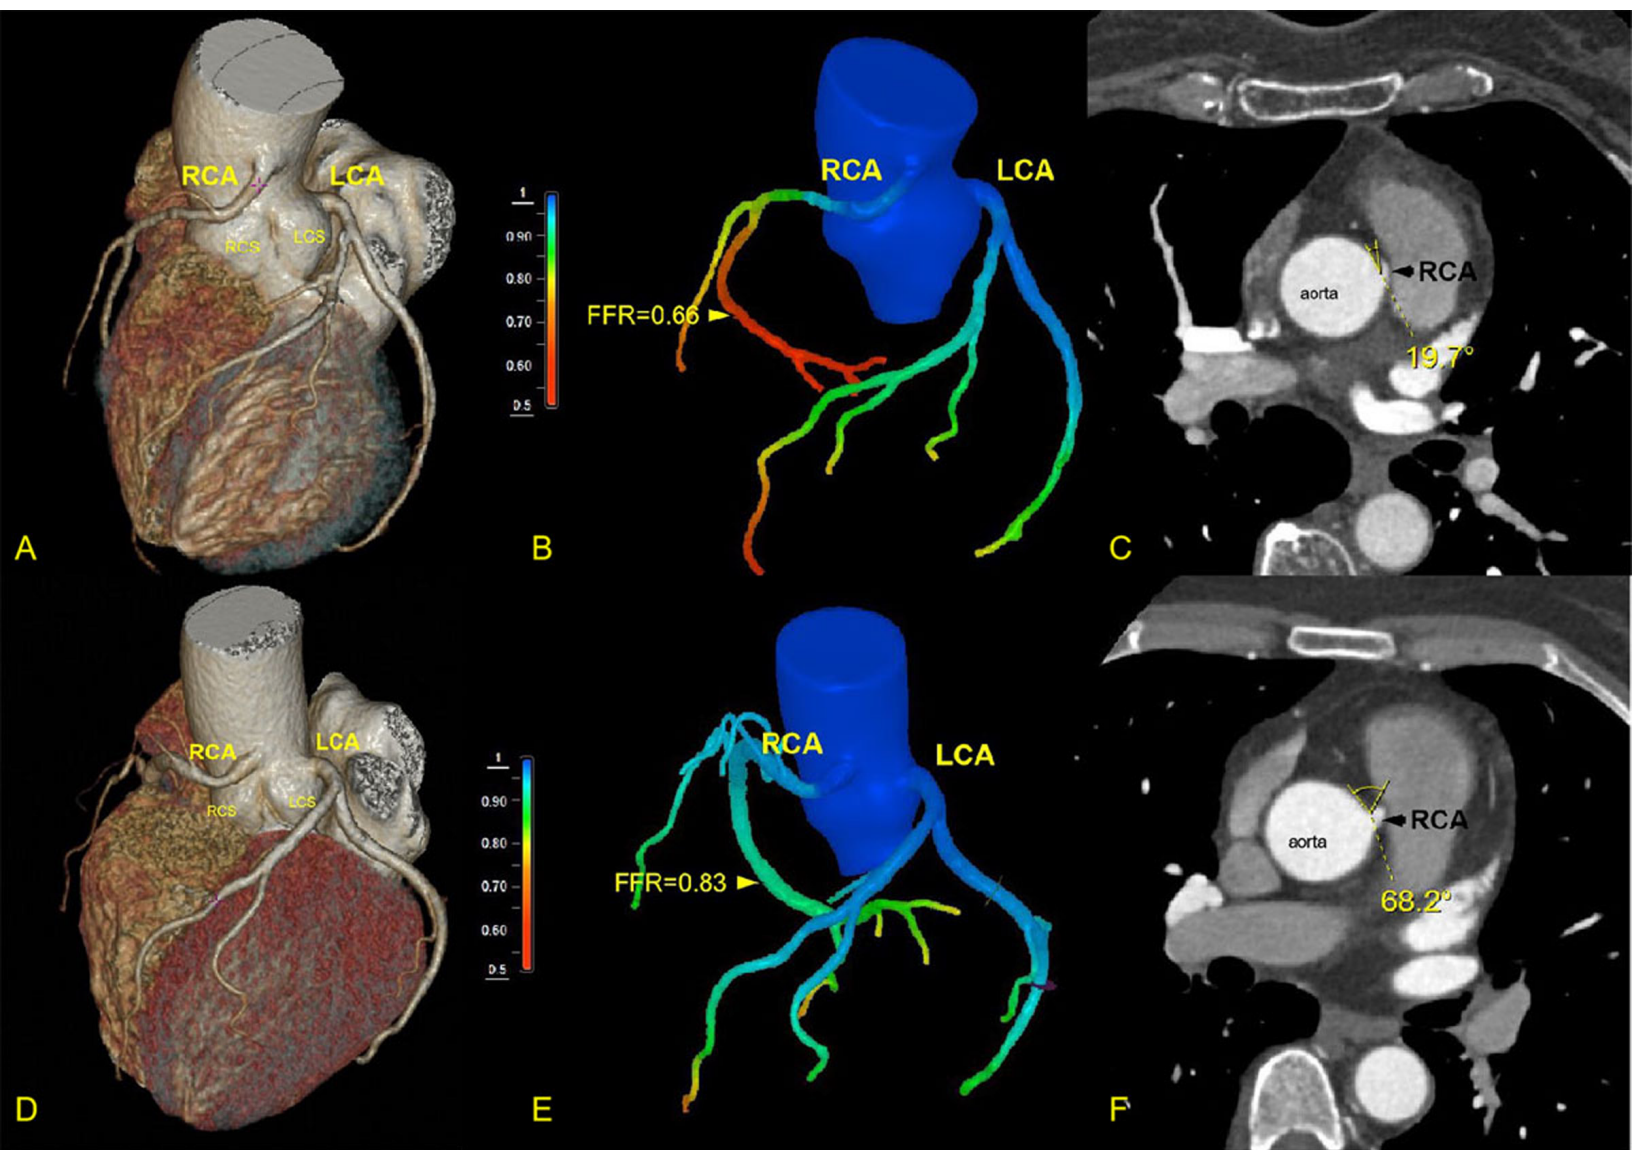 RCA LCA
RCS LCS
A
1
0.90
0.80
0.70
0.60
0.5
RCA LCA
FFR=0.66
B
RCA
aorta
19.7°
C
RCA LCA
RCS LCS
D
1
0.90
0.80
0.70
0.60
0.5
RCA LCA
FFR=0.83
E
RCA
aorta
68.2°
F